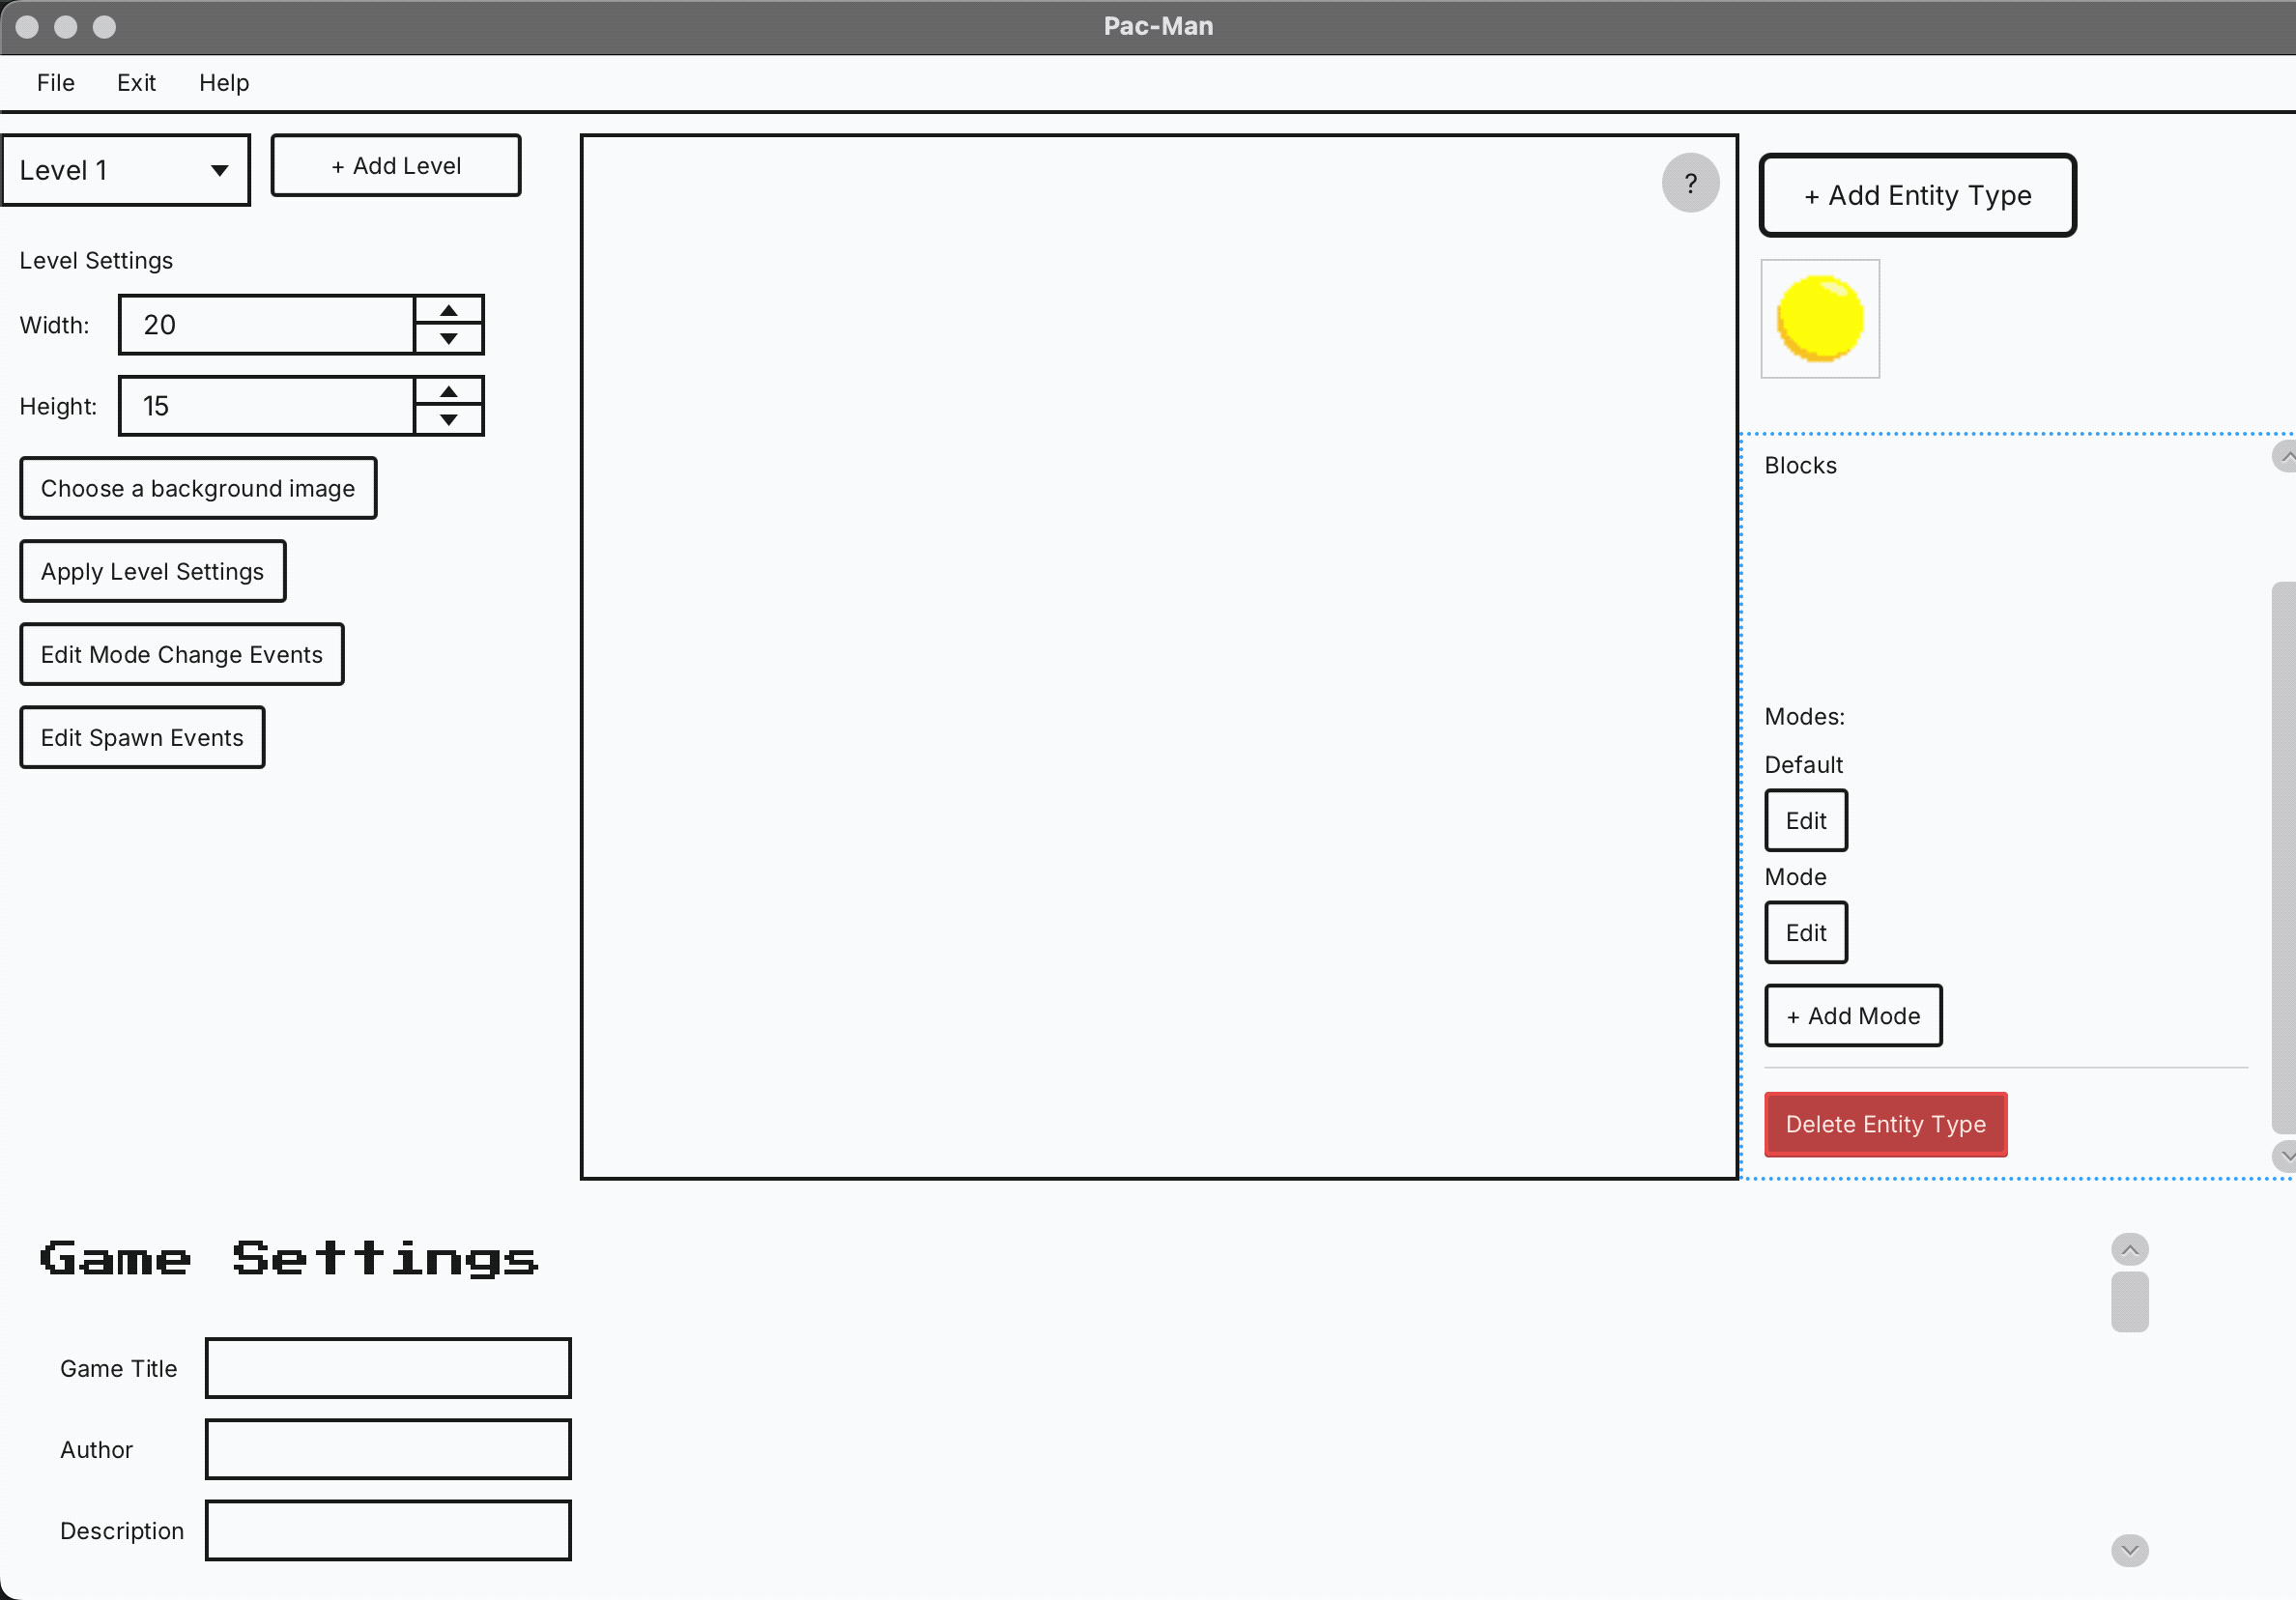 Pac-Man
File Exit Help
Level 1
+ Add Level
Level Settings
Width: 20
Height: 15
Choose a background image
Apply Level Settings
Edit Mode Change Events
Edit Spawn Events
?
+ Add Entity Type
Blocks
Modes:
Default
Edit
Mode
Edit
+ Add Mode
Delete Entity Type
Game Settings
Game Title
Author
Description